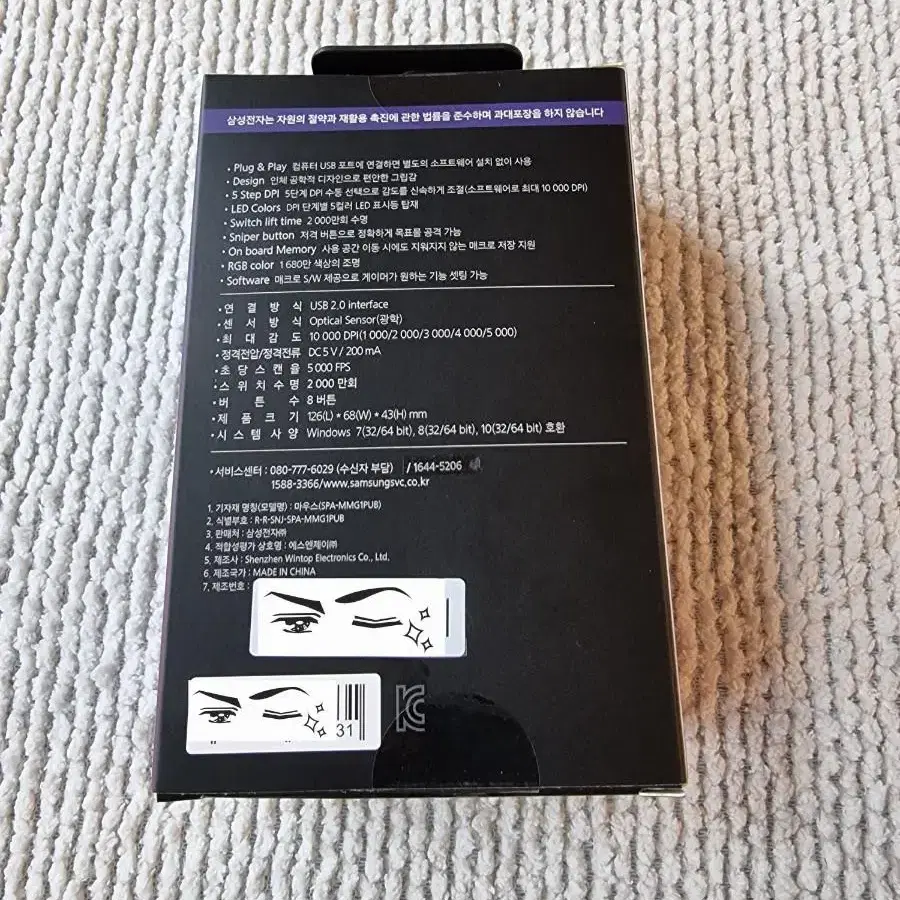 삼성전자는 자원의 절약과 재활용 촉진에 관한 법률을 준수하며 과대포장을 하지 않습니다
• Plug & Play 컴퓨터 USB 포트에 연결하면 별도의 소프트웨어 설치 없이 사용
• Design 인체 공학적 디자인으로 편안한 그립감
• 5 Step DPI 5단계 DPI 수동 선택으로 감도를 신속하게 조절(소프트웨어로 최대 10 000 DPI)
• LED Colors DPI 단계별 5컬러 LED 표시등 탑재
• Switch lift time 2 000만회 수명
• Sniper button 저격 버튼으로 정확하게 목표물 공격 가능
• On board Memory 사용 공간 이동 시에도 지워지지 않는 매크로 저장 지원
• RGB color 1 680만 색상의 조명
• Software 매크로 S/W 제공으로 게이머가 원하는 기능 셋팅 가능
• 연 결 방 식 USB 2.0 interface
• 센 서 방 식 Optical Sensor(광학)
• 최 대 감 도 10 000 DPI(1 000/2 000/3 000/4 000/5 000)
• 정격전압/정격전류 DC 5 V / 200 mA
• 초 당 스 캔 율 5 000 FPS
• 스 위 치 수 명 2 000 만회
• 버 튼 수 8 버튼
• 제 품 크 기 126(L) * 68(W) * 43(H) mm
• 시 스 템 사 양 Windows 7(32/64 bit), 8(32/64 bit), 10(32/64 bit) 호환
• 서비스센터 : 080-777-6029 (수신자 부담) / 1644-5206
1588-3366/www.samsungsvc.co.kr
1. 기자재 명칭(모델명) : 마우스(SPA-MMG1PUB)
2. 식별부호 : R-R-SNJ-SPA-MMG1PUB
3. 판매처 : 삼성전자㈜
4. 적합성평가 상호명 : 에스엔제이㈜
5. 제조사 : Shenzhen Wintop Electronics Co., Ltd.
6. 제조국가 : MADE IN CHINA
7. 제조번호 :
31